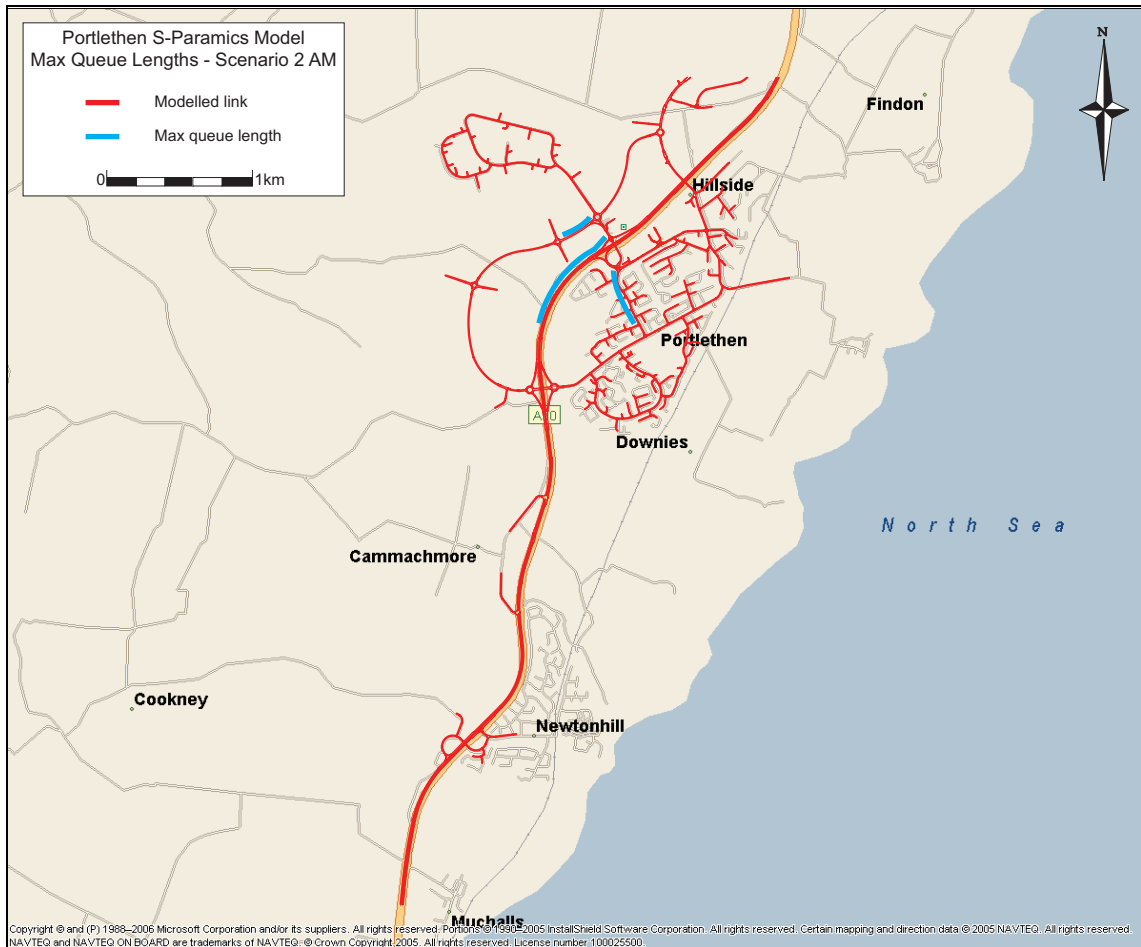 Portlethen S-Paramics Model
Max Queue Lengths - Scenario 2 AM
Modelled link
Max queue length
0 1km
N
Findon
Hillside
Portlethen
Downies
North Sea
Cammachmore
Cookney
Newtonhill
Muchalls
Copyright © and (P) 1988–2006 Microsoft Corporation and/or its suppliers. All rights reserved. Portions © 1990–2005 InstallShield Software Corporation. All rights reserved. Certain mapping and direction data © 2005 NAVTEQ. All rights reserved.
NAVTEQ and NAVTEQ ON BOARD are trademarks of NAVTEQ. © Crown Copyright 2005. All rights reserved. License number 100025500.